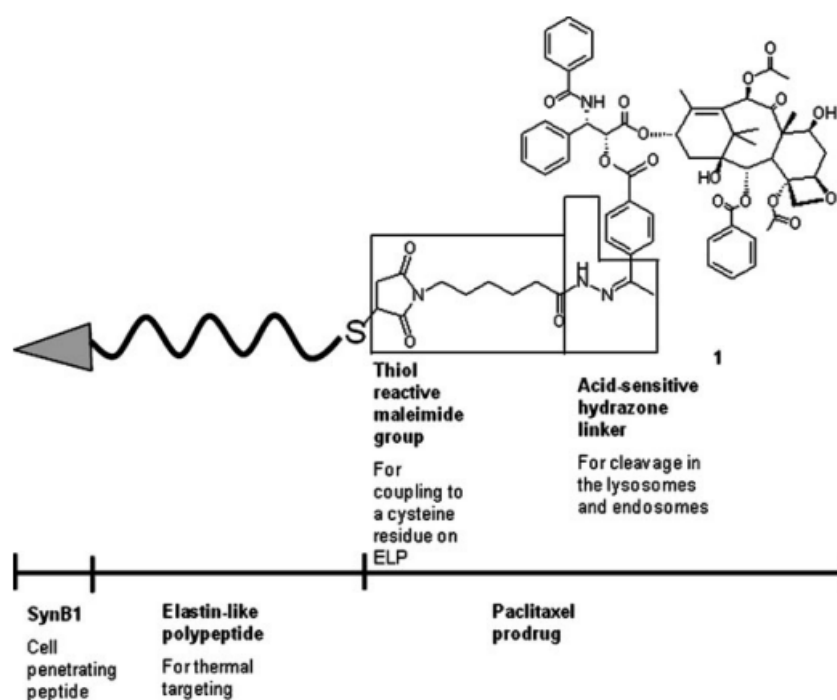 O
O
NH
O
O
O
O
O
O
O
OH
HO
O
O
O
O
O
O
O
O
N
H
N
N
O
O
S
1
Thiol
reactive
maleimide
group
For
coupling to
a cysteine
residue on
ELP
Acid-sensitive
hydrazone
linker
For cleavage in
the lysosomes
and endosomes
SynB1
Cell
penetrating
peptide
Elastin-like
polypeptide
For thermal
targeting
Paclitaxel
prodrug